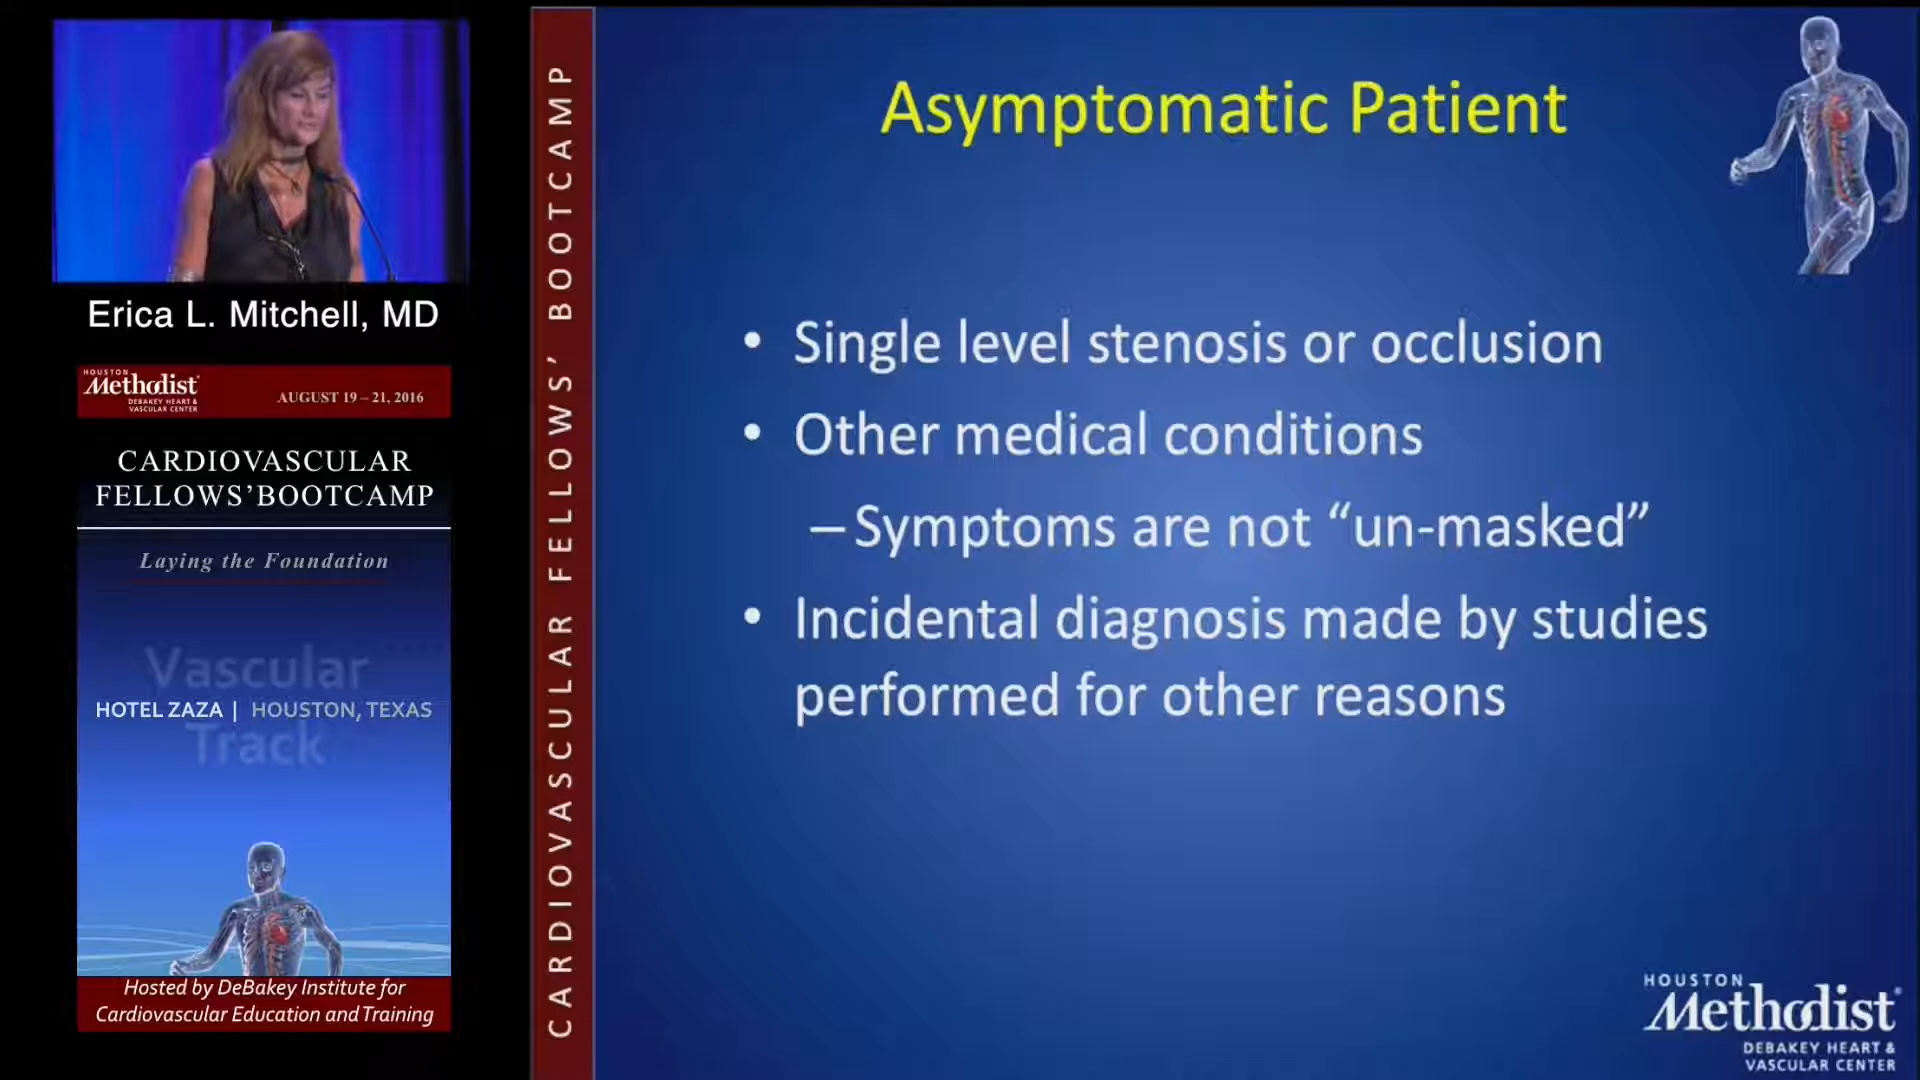 Erica L. Mitchell, MD
HOUSTON
Methodist
DEBAKEY HEART &
VASCULAR CENTER
AUGUST 19 – 21, 2016
CARDIOVASCULAR
FELLOWS’BOOTCAMP
Laying the Foundation
Vascular
HOTEL ZAZA | HOUSTON, TEXAS
Track
Hosted by DeBakey Institute for
Cardiovascular Education and Training
CARDIOVASCULAR FELLOWS’ BOOTCAMP
Asymptomatic Patient
• Single level stenosis or occlusion
• Other medical conditions
– Symptoms are not “un-masked”
• Incidental diagnosis made by studies
performed for other reasons
HOUSTON
Methodist
DEBAKEY HEART &
VASCULAR CENTER